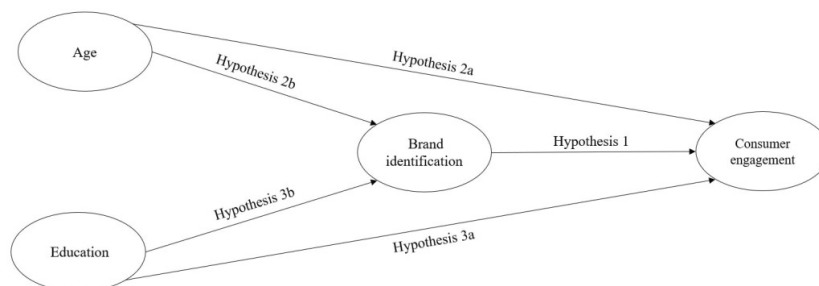 Age
Hypothesis 2a
Hypothesis 2b
Brand
identification
Hypothesis 1
Consumer
engagement
Hypothesis 3b
Education
Hypothesis 3a